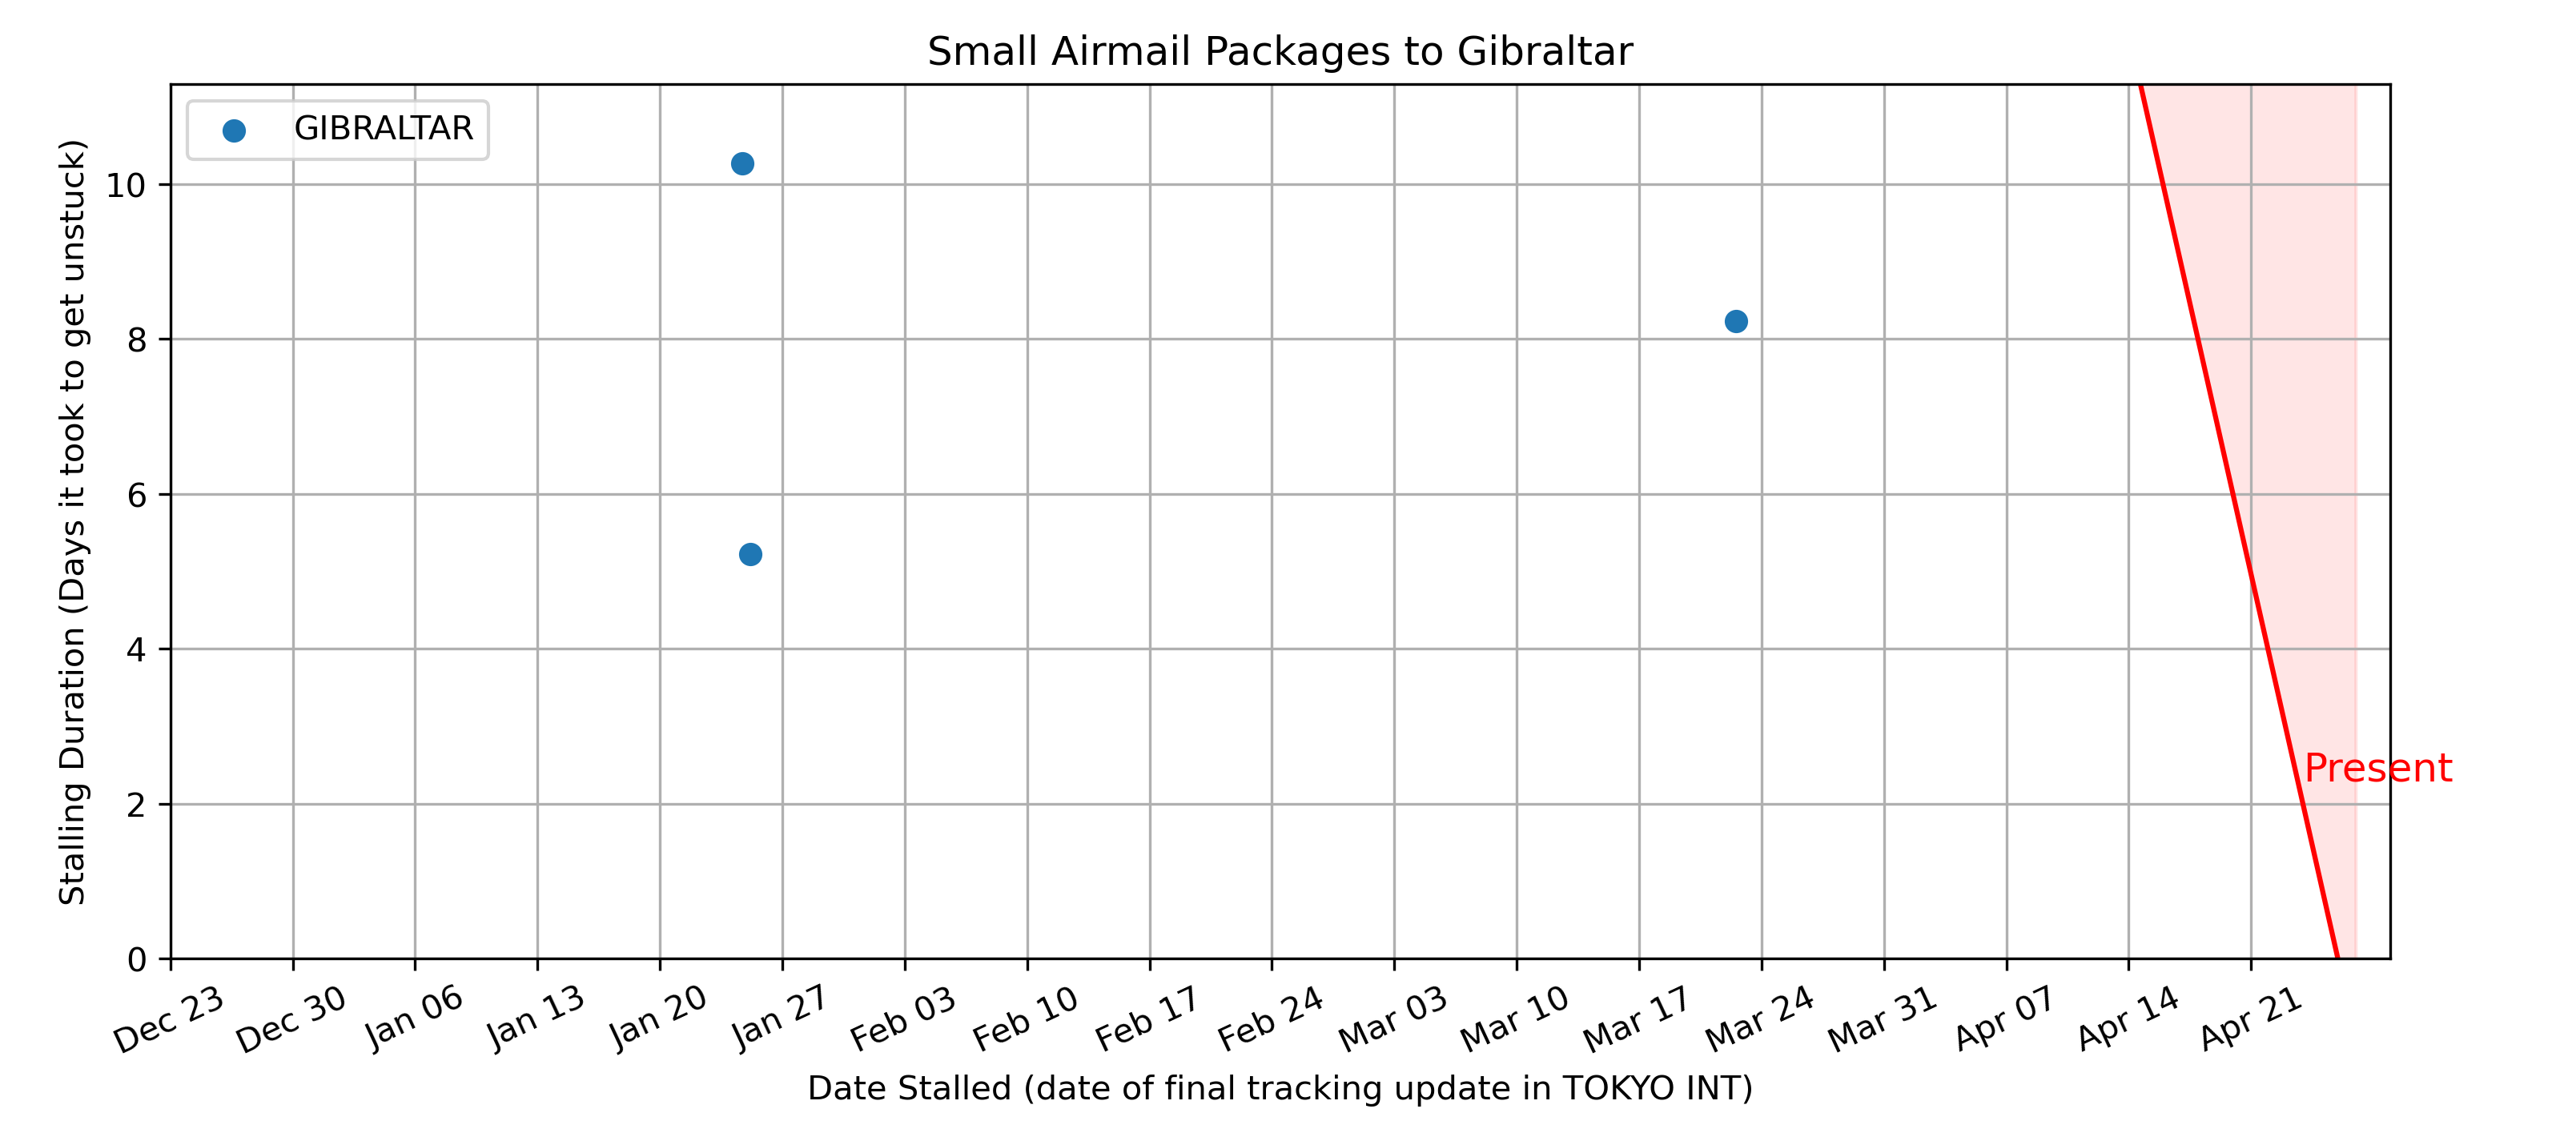 Small Airmail Packages to Gibraltar
GIBRALTAR
Stalling Duration (Days it took to get unstuck)
10
8
6
4
2
0
Present
Dec 23 Dec 30 Jan 06 Jan 13 Jan 20 Jan 27 Feb 03 Feb 10 Feb 17 Feb 24 Mar 03 Mar 10 Mar 17 Mar 24 Mar 31 Apr 07 Apr 14 Apr 21
Date Stalled (date of final tracking update in TOKYO INT)